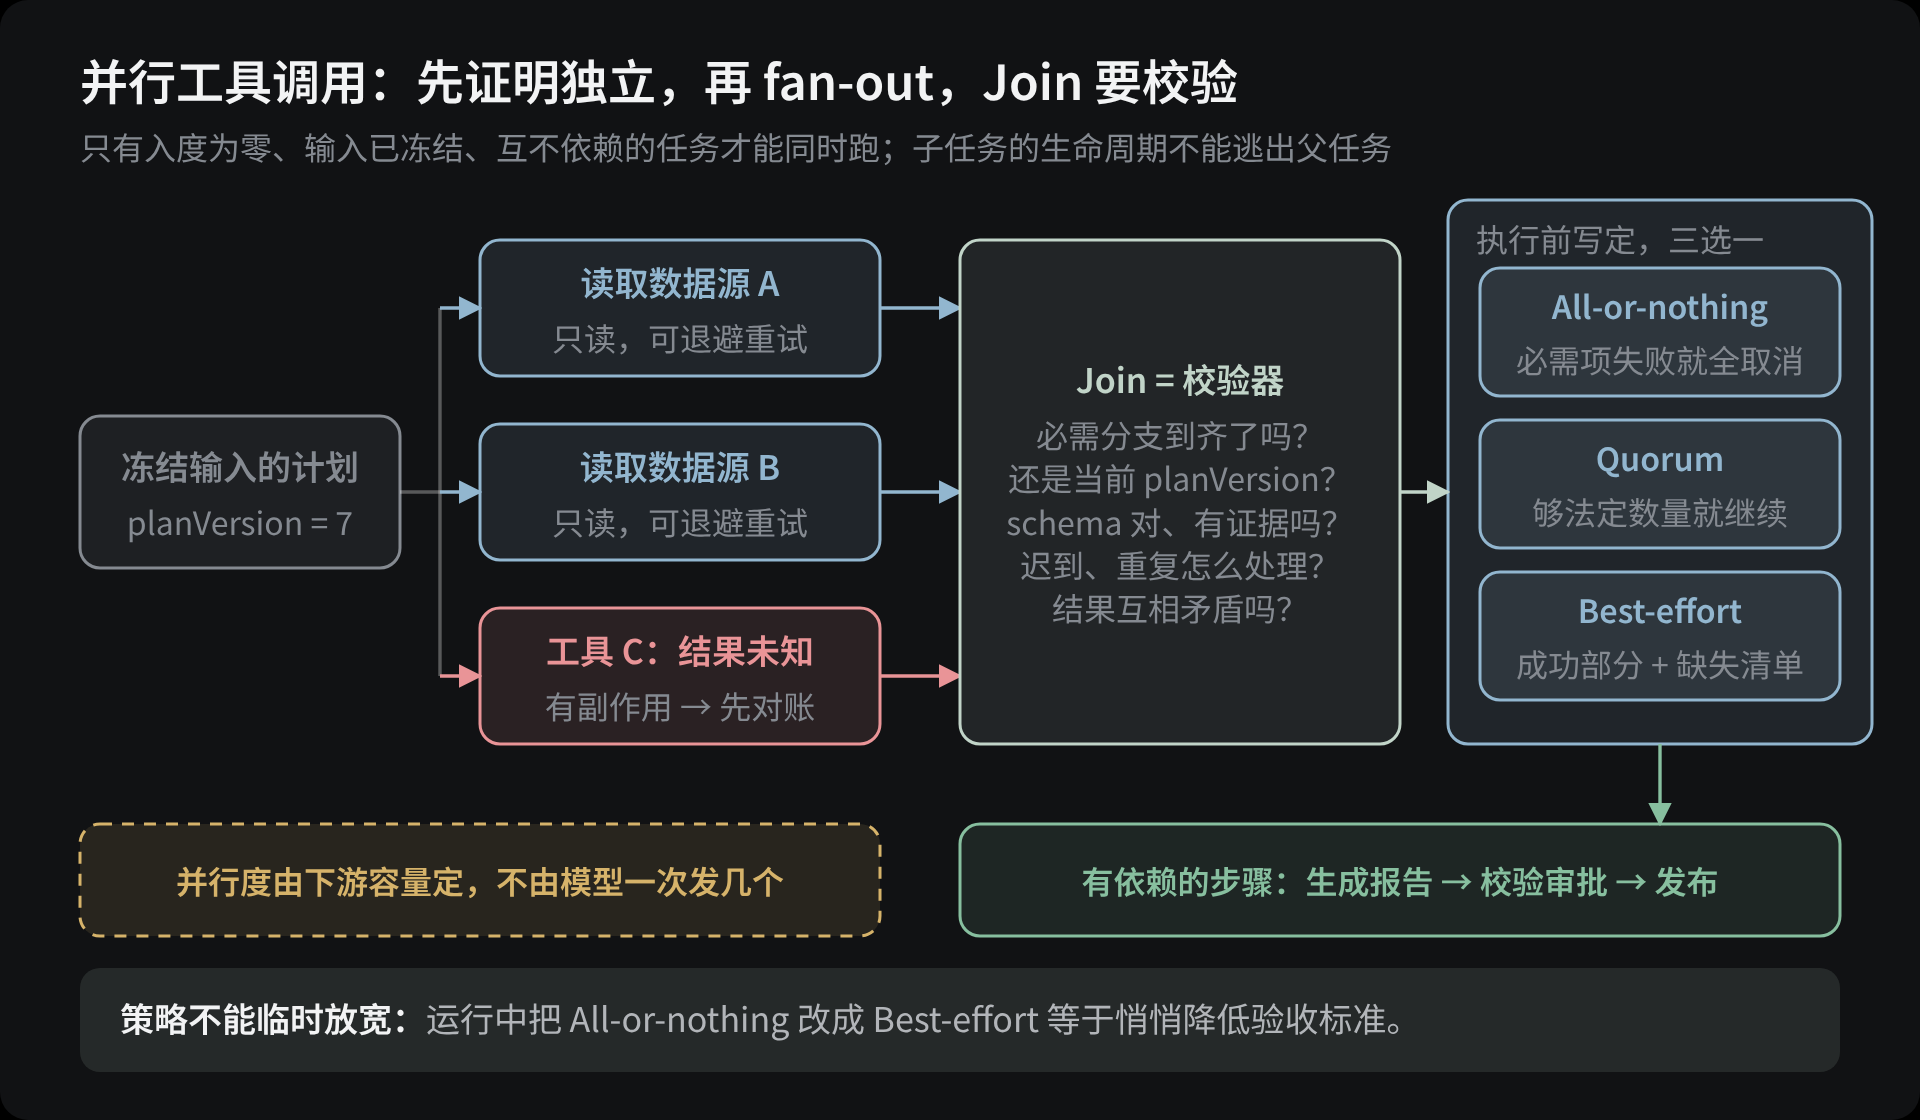 并行工具调用：先证明独立，再 fan-out，Join 要校验
只有入度为零、输入已冻结、互不依赖的任务才能同时跑；子任务的生命周期不能逃出父任务
冻结输入的计划
planVersion = 7
读取数据源 A
只读，可退避重试
读取数据源 B
只读，可退避重试
工具 C：结果未知
有副作用 → 先对账
Join = 校验器
必需分支到齐了吗？
还是当前 planVersion？
schema 对、有证据吗？
迟到、重复怎么处理？
结果互相矛盾吗？
执行前写定，三选一
All-or-nothing
必需项失败就全取消
Quorum
够法定数量就继续
Best-effort
成功部分 + 缺失清单
并行度由下游容量定，不由模型一次发几个
有依赖的步骤：生成报告 → 校验审批 → 发布
策略不能临时放宽：运行中把 All-or-nothing 改成 Best-effort 等于悄悄降低验收标准。